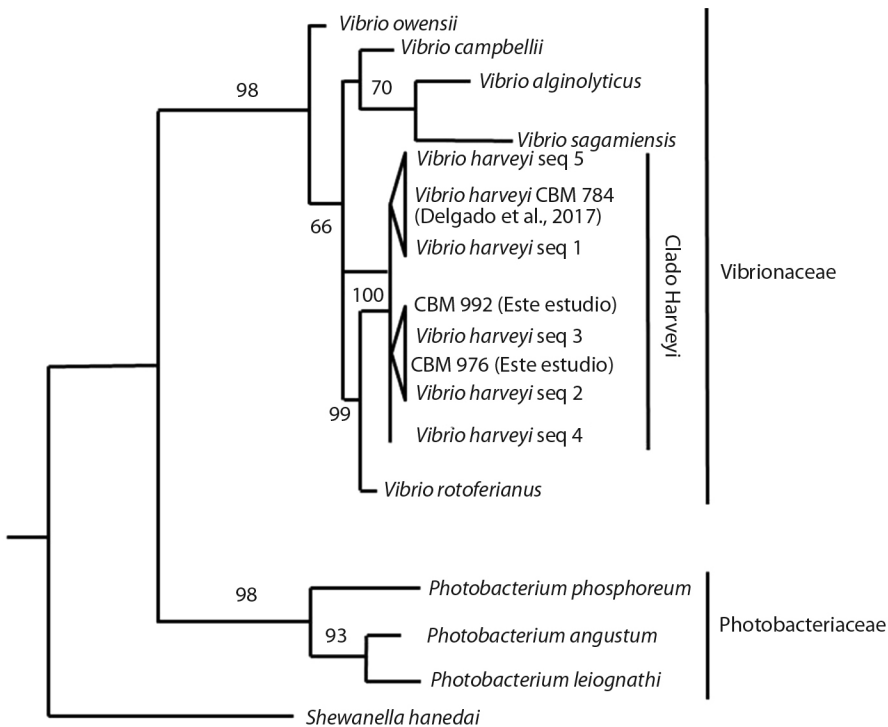 Vibrio owensii
Vibrio campbellii
98
70
Vibrio alginolyticus
Vibrio sagamiensis
Vibrio harveyi seq 5
Vibrio harveyi CBM 784
(Delgado et al., 2017)
66
Vibrio harveyi seq 1
Clado Harveyi
Vibrionaceae
100
CBM 992 (Este estudio)
Vibrio harveyi seq 3
CBM 976 (Este estudio)
Vibrio harveyi seq 2
99
Vibrio harveyi seq 4
Vibrio rotoferianus
98
Photobacterium phosphoreum
93
Photobacterium angustum
Photobacteriaceae
Photobacterium leiognathi
Shewanella hanedai